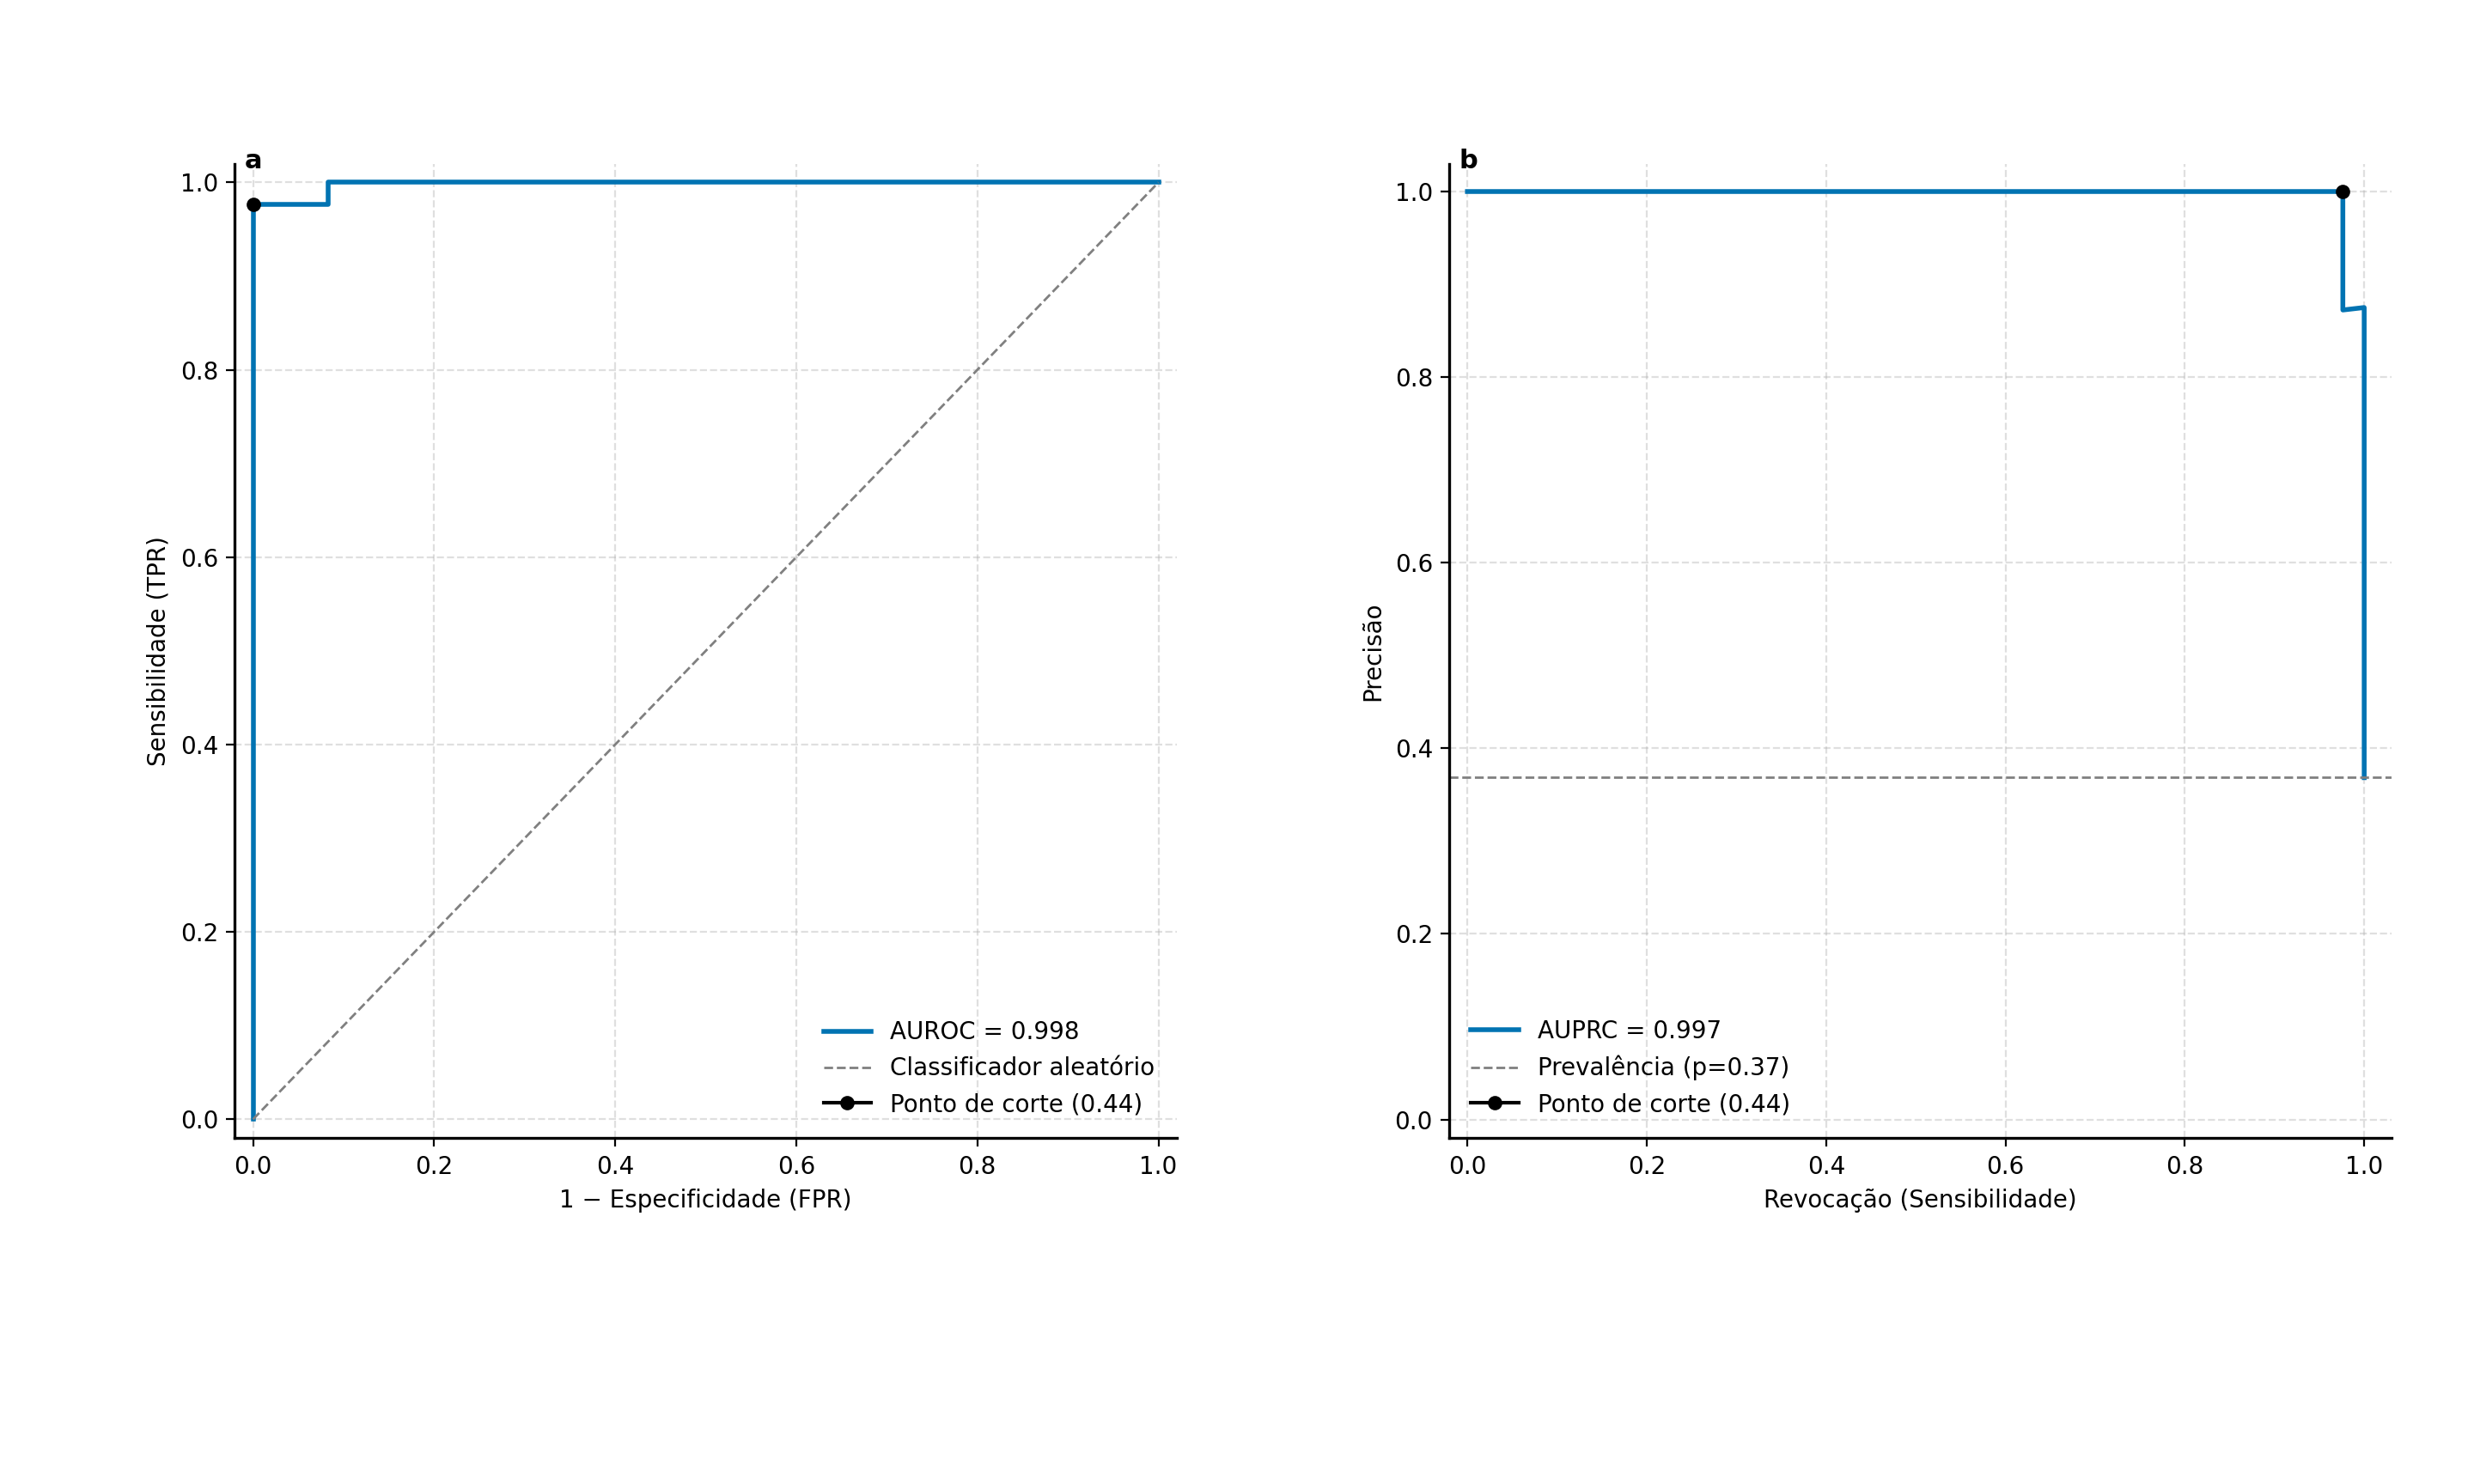 a
1.0
0.8
0.6
0.4
0.2
0.0
Sensibilidade (TPR)
AUROC = 0.998
Classificador aleatório
Ponto de corte (0.44)
0.0 0.2 0.4 0.6 0.8 1.0
1 − Especificidade (FPR)
b
1.0
0.8
0.6
0.4
0.2
0.0
Precisão
AUPRC = 0.997
Prevalência (p=0.37)
Ponto de corte (0.44)
0.0 0.2 0.4 0.6 0.8 1.0
Revocação (Sensibilidade)